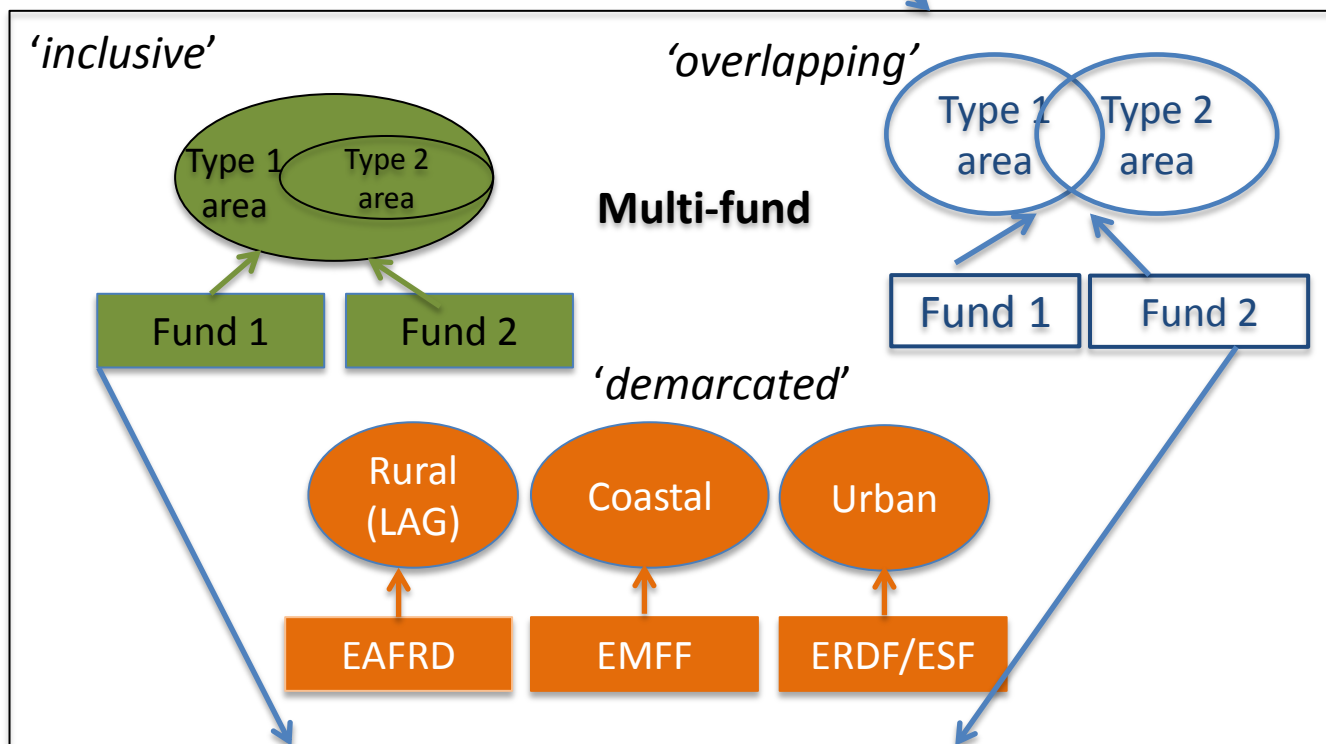 ‘inclusive’
Type 1
area
Type 2
area
Fund 1
Fund 2
Multi-fund
‘overlapping’
Type 1
area
Type 2
area
Fund 1
Fund 2
‘demarcated’
Rural
(LAG)
Coastal
Urban
EAFRD
EMFF
ERDF/ESF